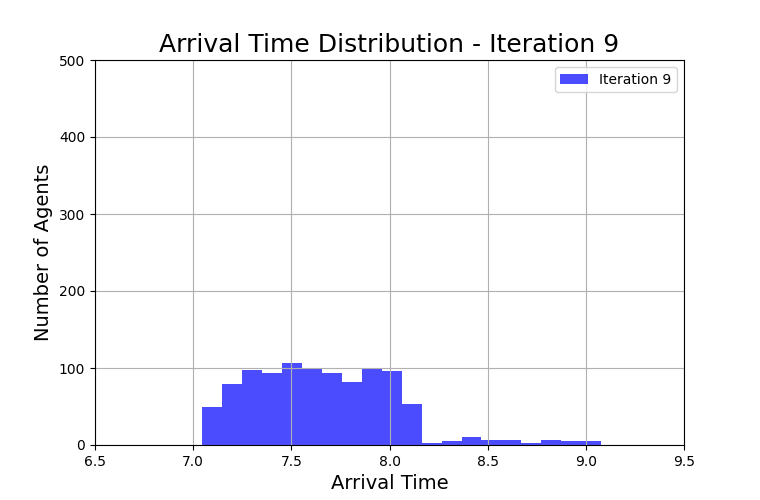 Arrival Time Distribution - Iteration 9
Iteration 9
Number of Agents
500
400
300
200
100
0
6.5 7.0 7.5 8.0 8.5 9.0 9.5
Arrival Time